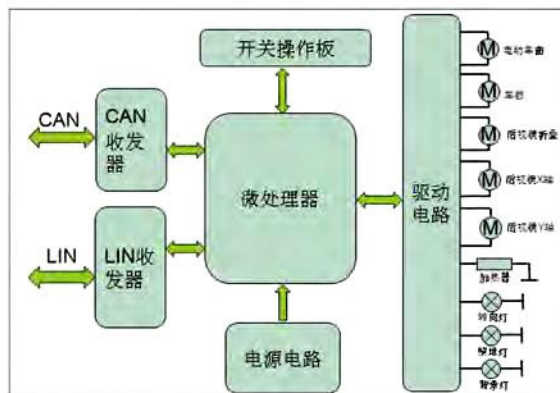 开关操作板
CAN
CAN
收发
器
LIN
LIN收
发器
微处理器
电源电路
驱动
电路
M
电动车窗
M
车锁
M
后视镜折叠
M
后视镜X轴
M
后视镜Y轴
加热器
转向灯
照地灯
背景灯